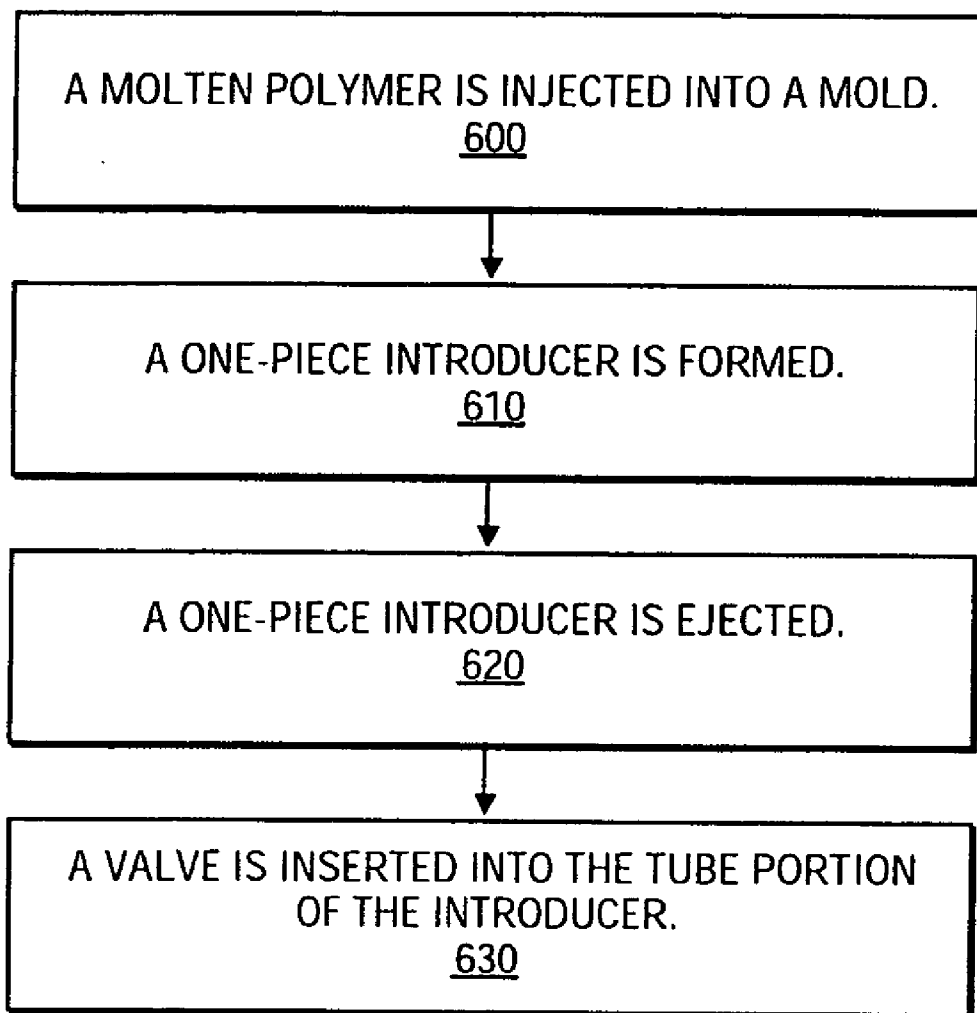 A MOLTEN POLYMER IS INJECTED INTO A MOLD.
600
A ONE-PIECE INTRODUCER IS FORMED.
610
A ONE-PIECE INTRODUCER IS EJECTED.
620
A VALVE IS INSERTED INTO THE TUBE PORTION
OF THE INTRODUCER.
630